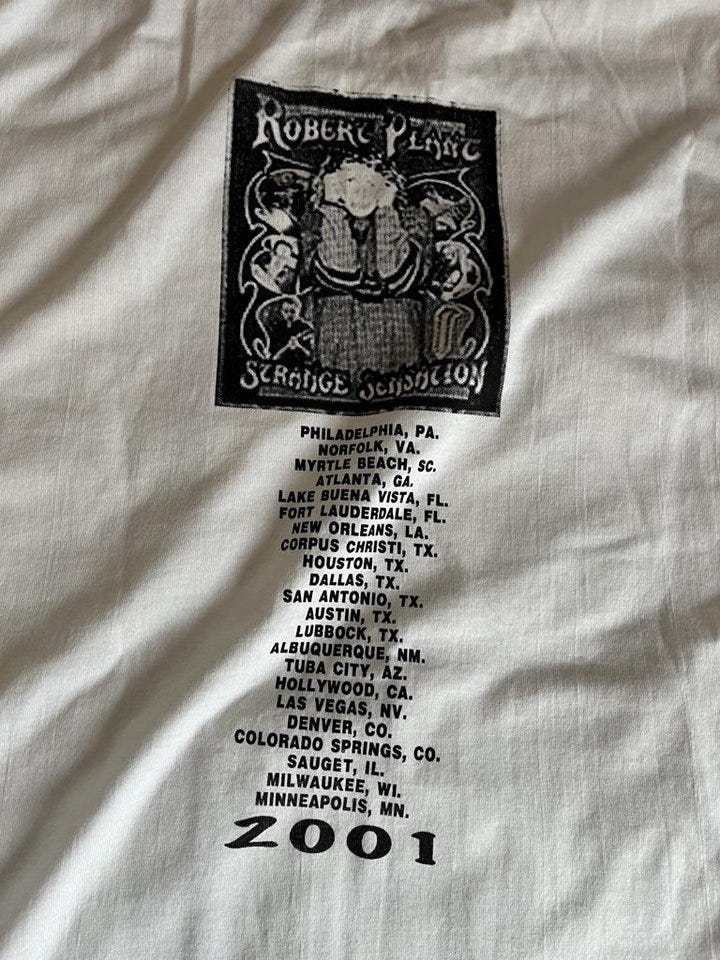 ROBERT PLANT
STRANGE SENSATION
PHILADELPHIA, PA.
NORFOLK, VA.
MYRTLE BEACH, SC.
ATLANTA, GA.
LAKE BUENA VISTA, FL.
FORT LAUDERDALE, FL.
NEW ORLEANS, LA.
CORPUS CHRISTI, TX.
HOUSTON, TX.
DALLAS, TX.
SAN ANTONIO, TX.
AUSTIN, TX.
LUBBOCK, TX.
ALBUQUERQUE, NM.
TUBA CITY, AZ.
HOLLYWOOD, CA.
LAS VEGAS, NV.
DENVER, CO.
COLORADO SPRINGS, CO.
SAUGET, IL.
MILWAUKEE, WI.
MINNEAPOLIS, MN.
2001